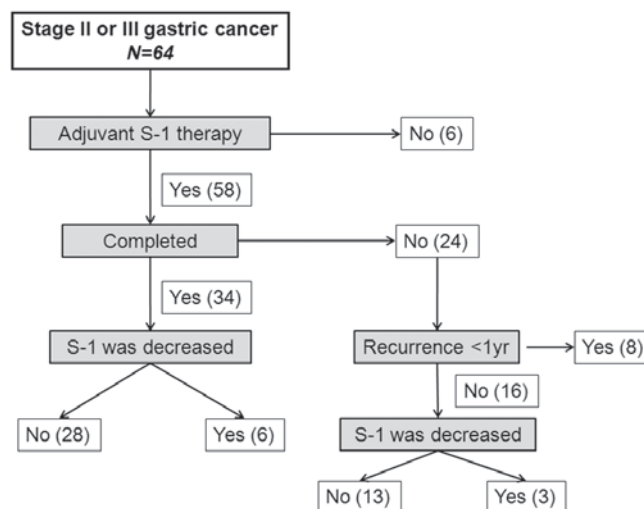 Stage II or III gastric cancer
N=64
Adjuvant S-1 therapy
No (6)
Yes (58)
Completed
No (24)
Yes (34)
S-1 was decreased
Recurrence <1yr
Yes (8)
No (16)
No (28)
Yes (6)
S-1 was decreased
No (13)
Yes (3)